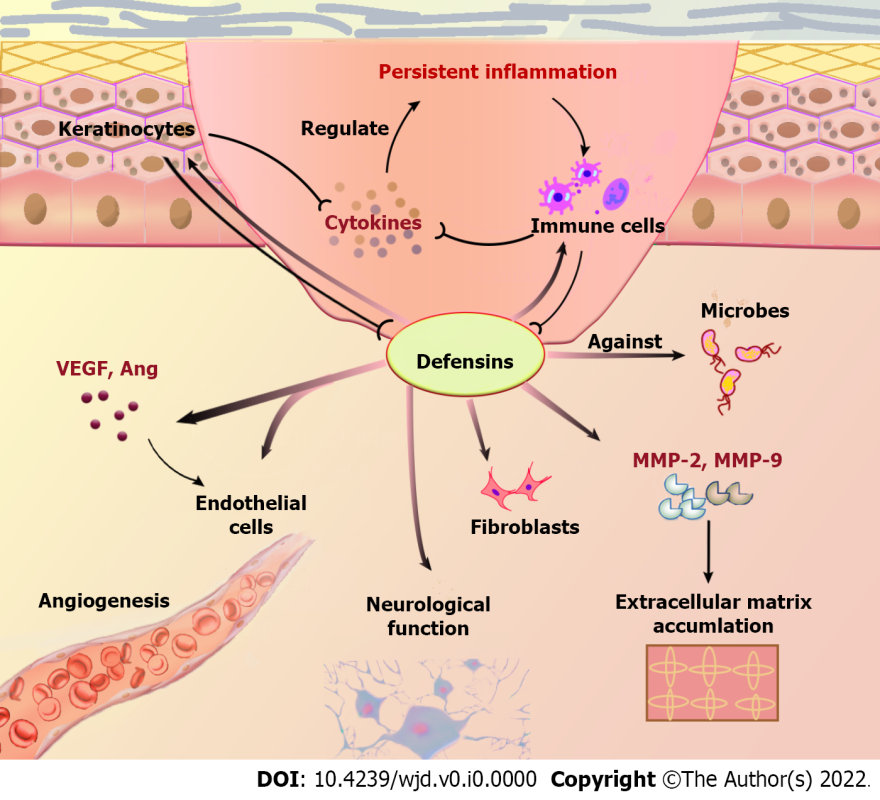 Persistent inflammation
Keratinocytes
Regulate
Cytokines
Immune cells
Microbes
Against
Defensins
VEGF, Ang
MMP-2, MMP-9
Endothelial
cells
Fibroblasts
Angiogenesis
Neurological
function
Extracellular matrix
accumlation
DOI: 10.4239/wjd.v0.i0.0000 Copyright ©The Author(s) 2022.